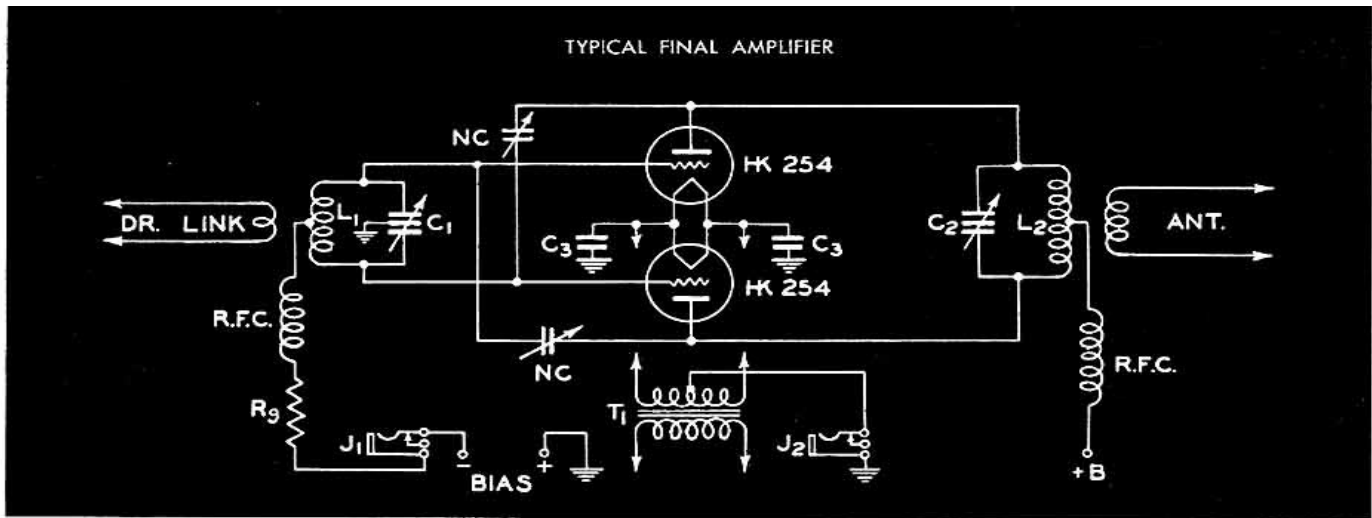 TYPICAL FINAL AMPLIFIER
NC
HK 254
DR. LINK
L1
C1
C3
C3
C2
L2
ANT.
HK 254
R.F.C.
NC
R.F.C.
Rg
T1
J1
J2
-
+
BIAS
+B